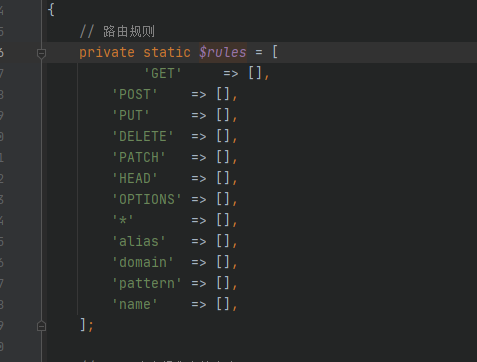 {
// 路由规则
private static $rules = [
'GET' => [],
'POST' => [],
'PUT' => [],
'DELETE' => [],
'PATCH' => [],
'HEAD' => [],
'OPTIONS' => [],
'*' => [],
'alias' => [],
'domain' => [],
'pattern' => [],
'name' => [],
];